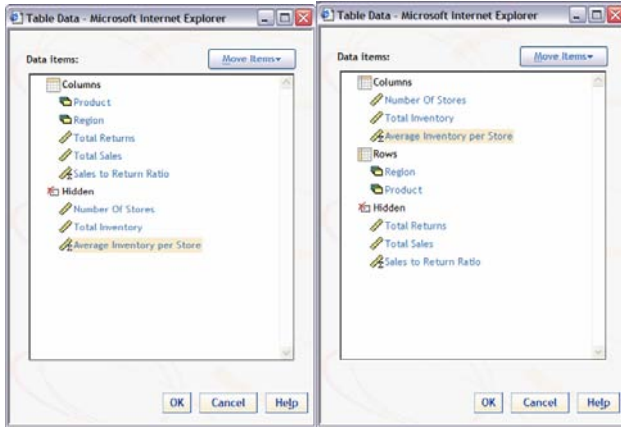 Table Data - Microsoft Internet Explorer
Data items:
Move Items
Columns
Product
Region
Total Returns
Total Sales
Sales to Return Ratio
Hidden
Number Of Stores
Total Inventory
Average Inventory per Store
OK Cancel Help
Table Data - Microsoft Internet Explorer
Data items:
Move Items
Columns
Number Of Stores
Total Inventory
Average Inventory per Store
Rows
Region
Product
Hidden
Total Returns
Total Sales
Sales to Return Ratio
OK Cancel Help